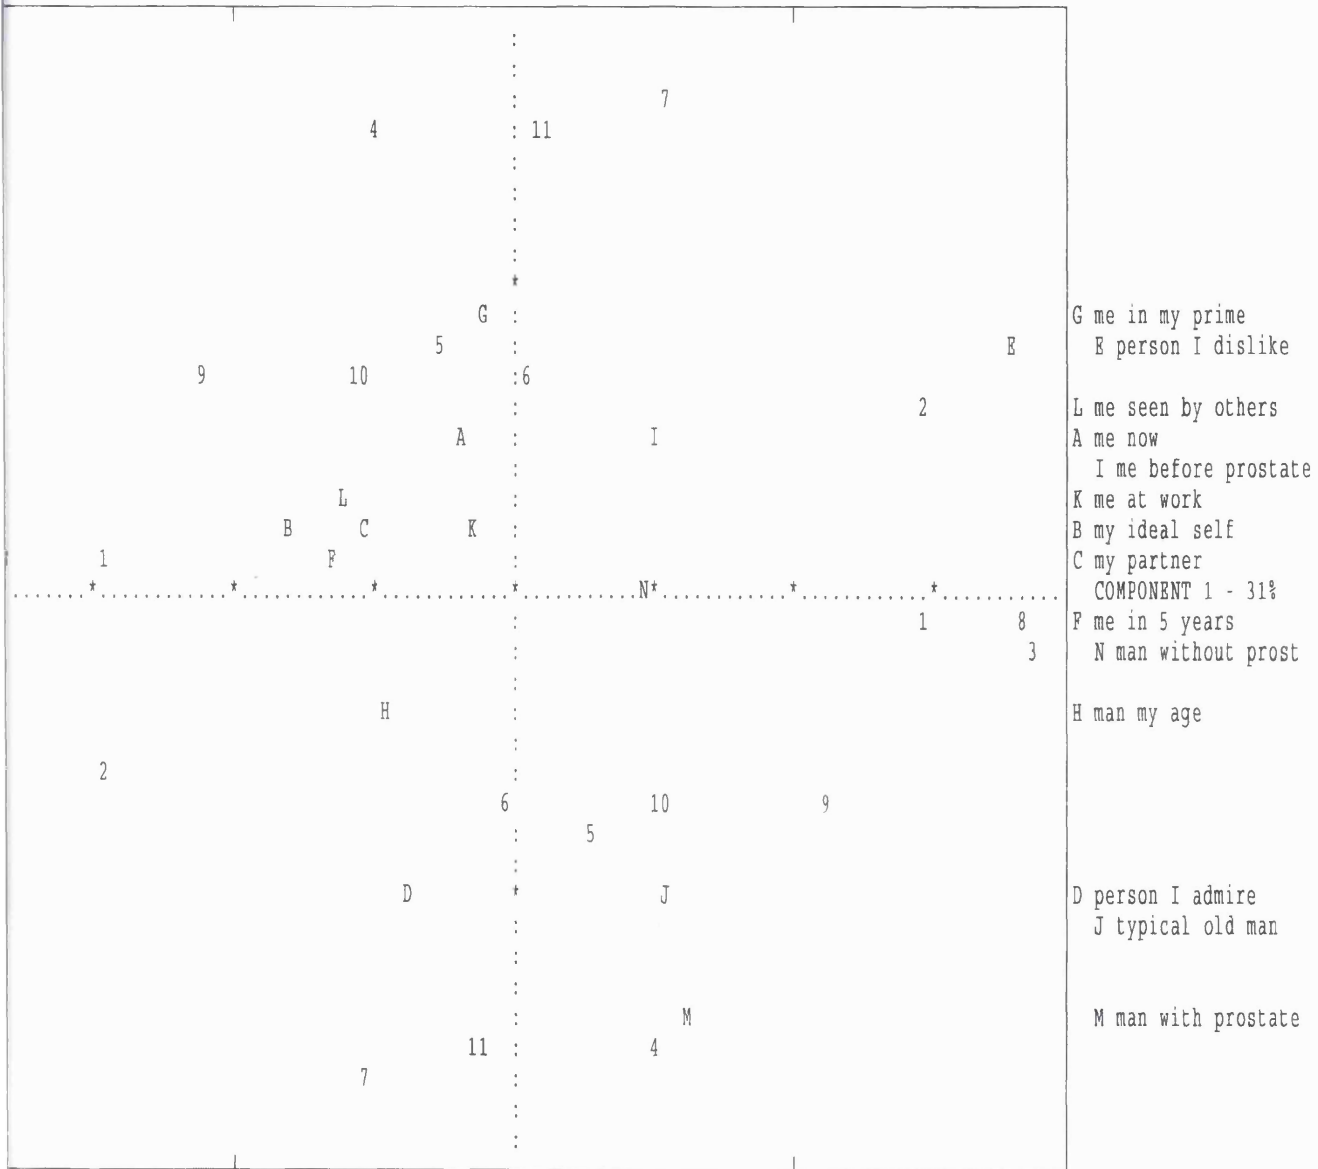 7
4 11
G G me in my prime
5 E E person I dislike
9 10 6
2 L me seen by others
A I A me now
I me before prostate
L K me at work
B C K B my ideal self
1 F C my partner
N COMPONENT 1 - 31%
1 8 F me in 5 years
3 N man without prost
H H man my age
2
6 10 9
5
D J D person I admire
J typical old man
M M man with prostate
11 4
7